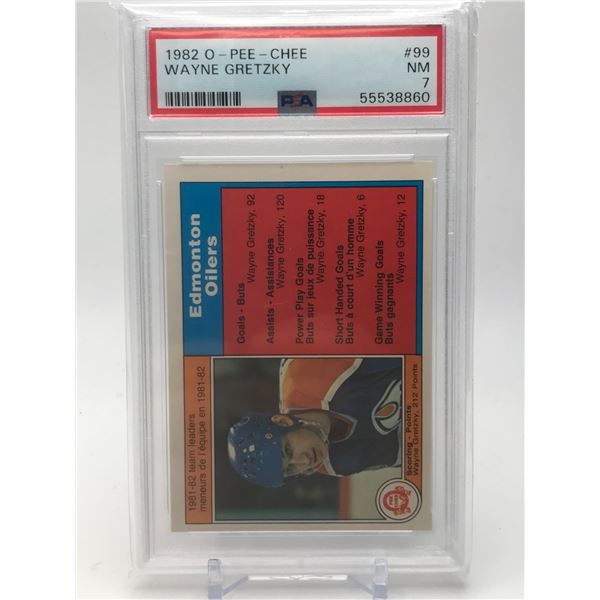 1982 O-PEE-CHEE #99
WAYNE GRETZKY NM
7
PSA 55538860
1981-82 team leaders
meneurs de l'équipe en 1981-82
Edmonton
Oilers
Goals - Buts
Wayne Gretzky, 92
Assists - Assistances
Wayne Gretzky, 120
Power Play Goals
Buts sur jeux de puissance
Wayne Gretzky, 18
Short Handed Goals
Buts à court d'un homme
Wayne Gretzky, 6
Game Winning Goals
Buts gagnants
Wayne Gretzky, 12
Scoring - Points
Wayne Gretzky, 212 Points